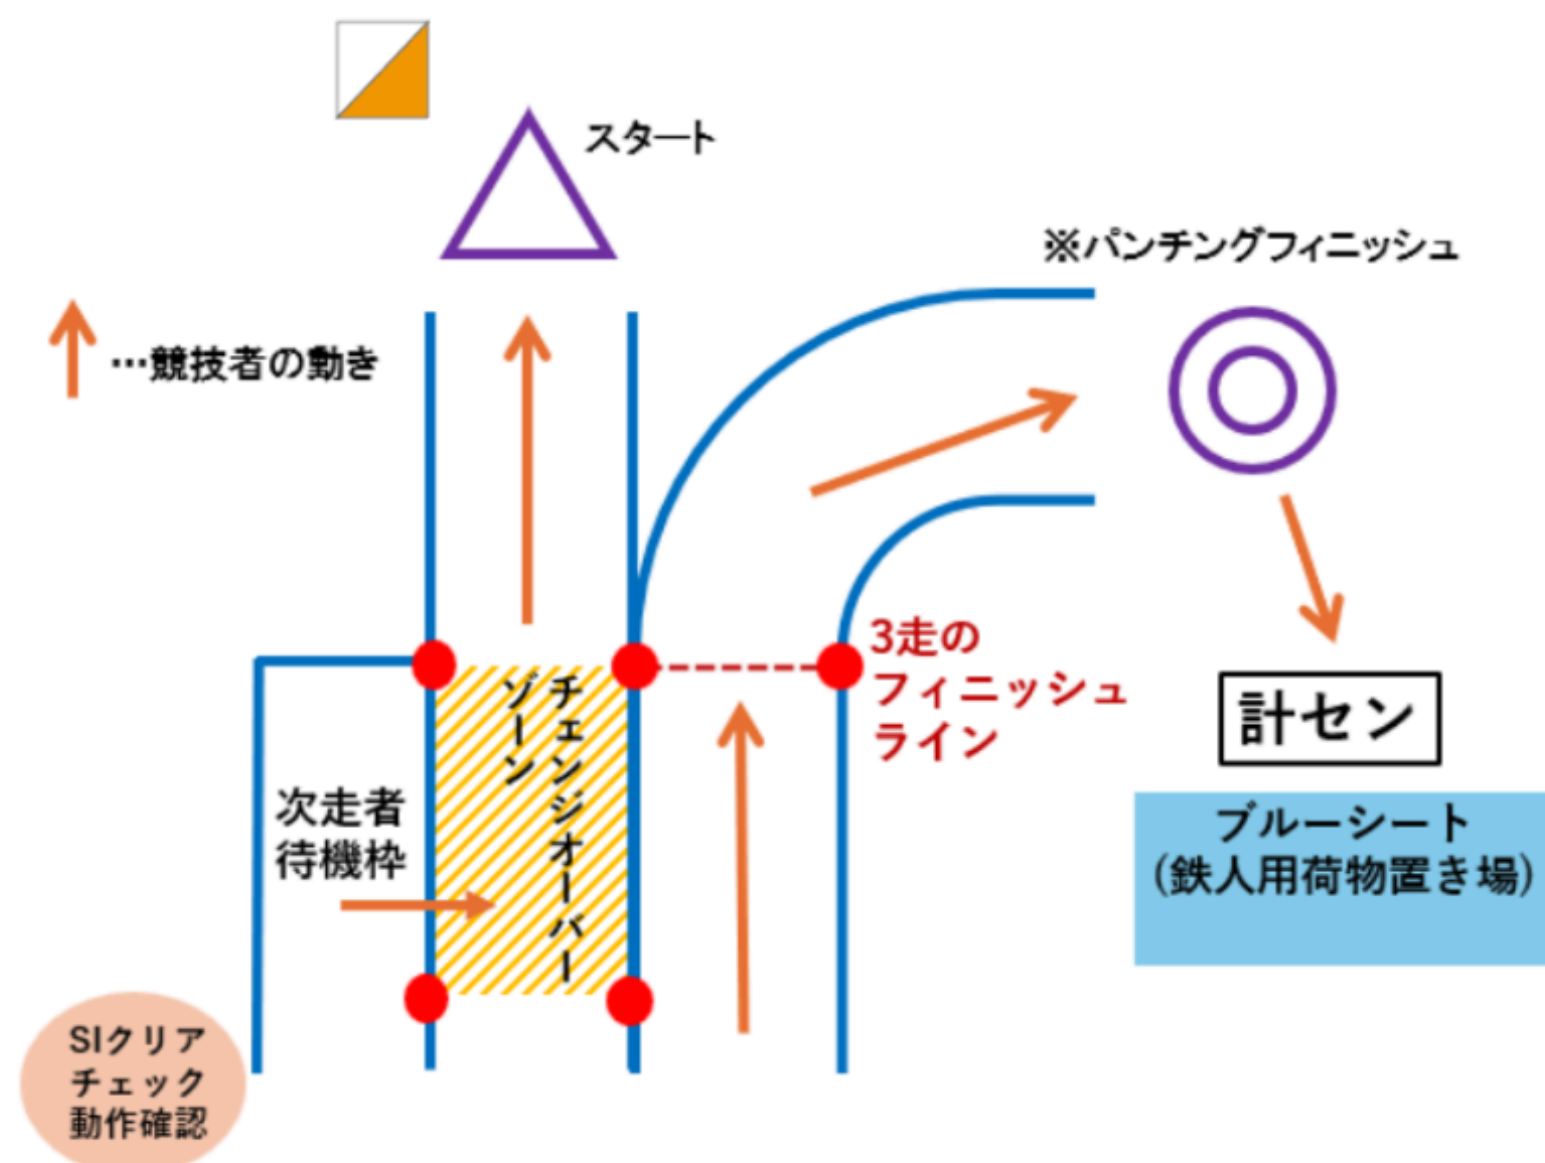 スタート
※パンチングフィニッシュ
…競技者の動き
3走の
フィニッシュ
ライン
計セン
チェンジオーバー
ゾーン
次走者
待機枠
ブルーシート
(鉄人用荷物置き場)
SIクリア
チェック
動作確認